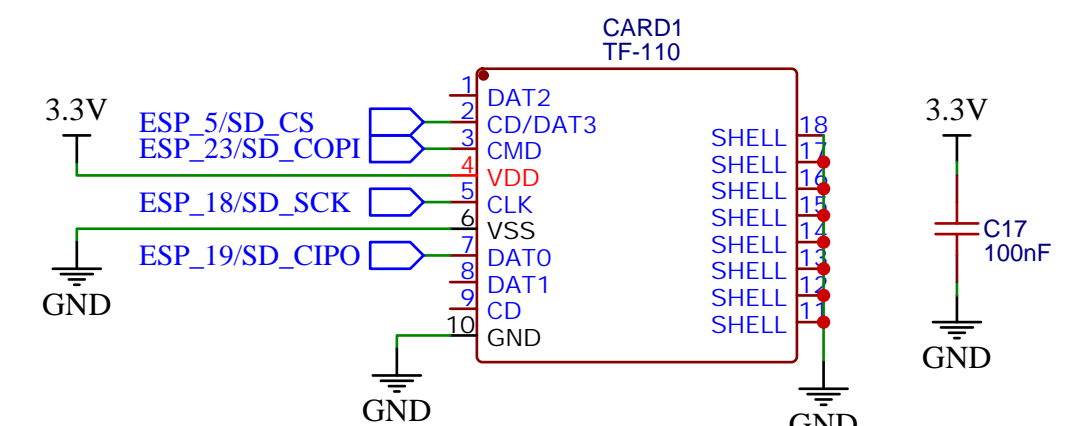 CARD1
TF-110
3.3V
ESP_5/SD_CS
ESP_23/SD_COPI
ESP_18/SD_SCK
ESP_19/SD_CIPO
GND
1 DAT2
2 CD/DAT3
3 CMD
4 VDD
5 CLK
6 VSS
7 DAT0
8 DAT1
9 CD
10 GND
GND
SHELL 18
SHELL 17
SHELL 16
SHELL 15
SHELL 14
SHELL 13
SHELL 12
SHELL 11
GND
3.3V
C17
100nF
GND